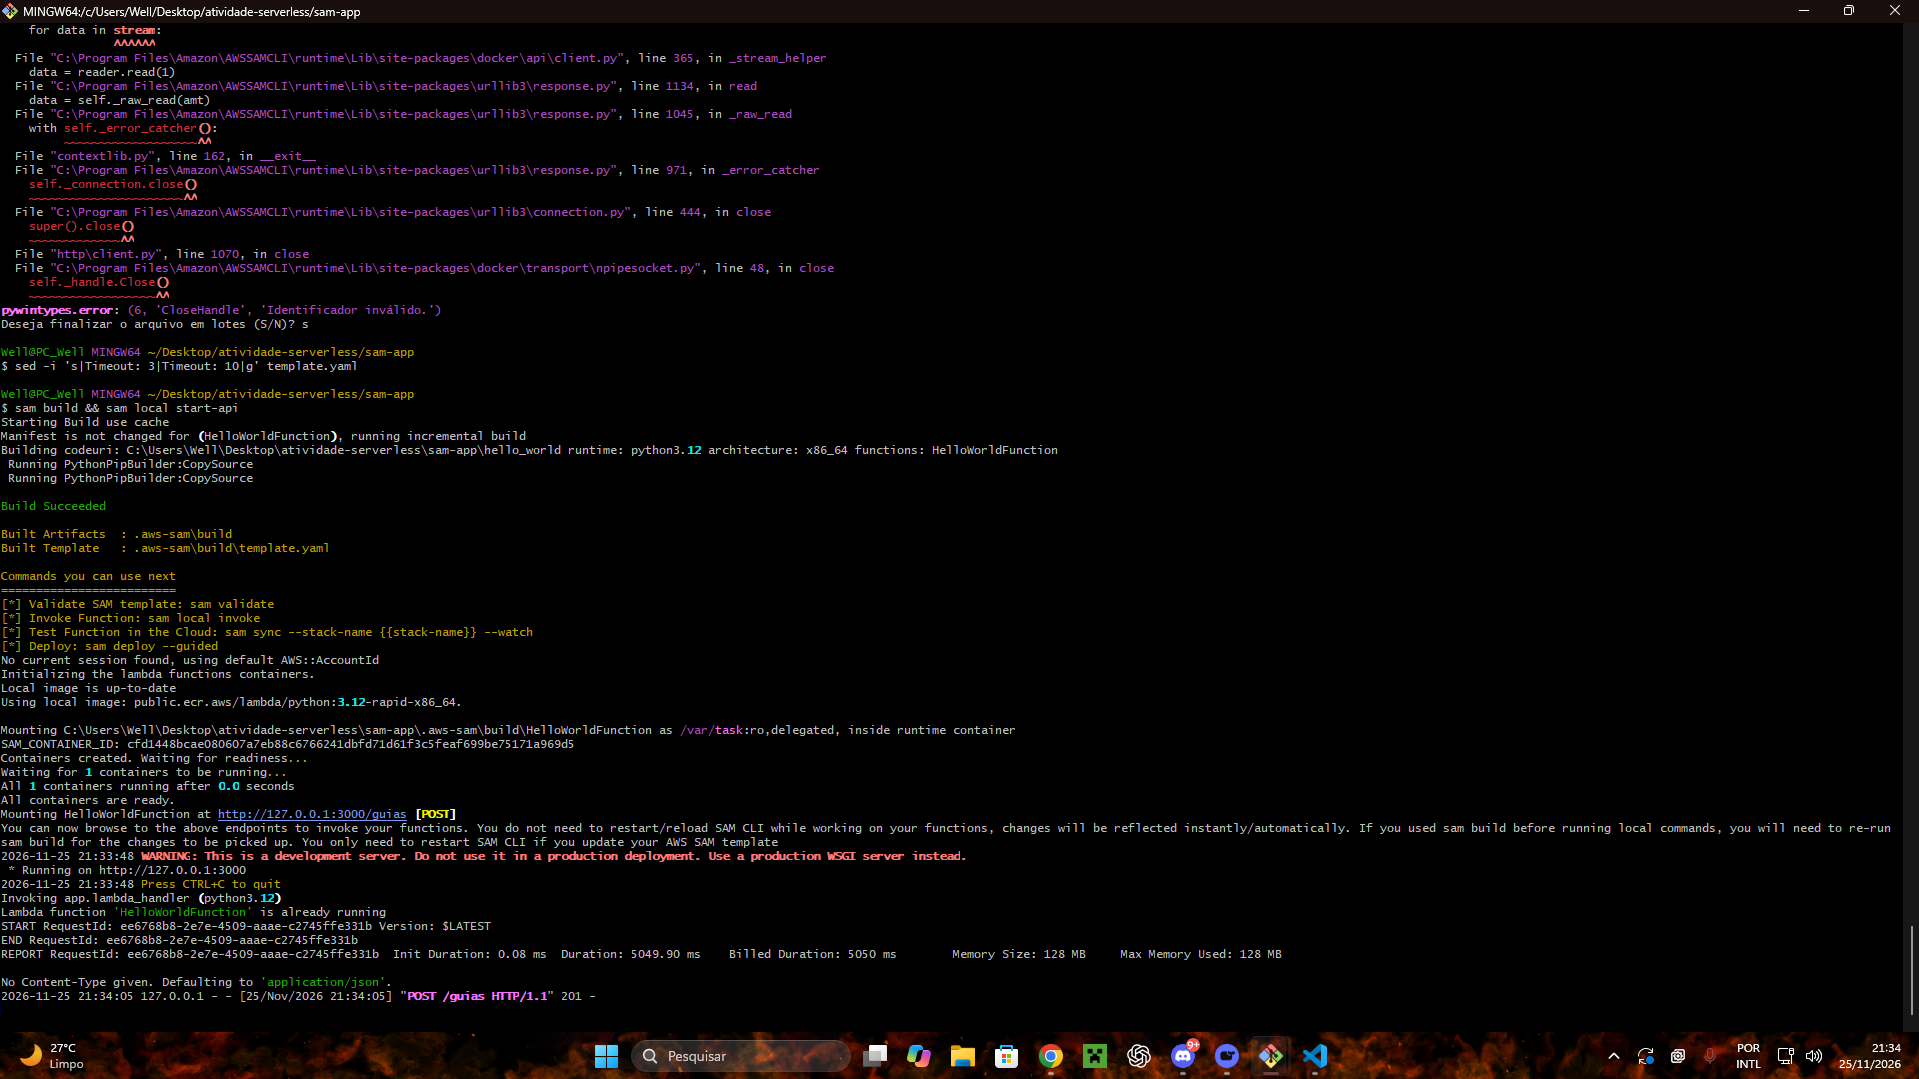 MINGW64:/c/Users/Well/Desktop/atividade-serverless/sam-app
for data in stream:
^^^^^^
File "C:\Program Files\Amazon\AWSSAMCLI\runtime\Lib\site-packages\docker\api\client.py", line 365, in _stream_helper
data = reader.read(1)
File "C:\Program Files\Amazon\AWSSAMCLI\runtime\Lib\site-packages\urllib3\response.py", line 1134, in read
data = self._raw_read(amt)
File "C:\Program Files\Amazon\AWSSAMCLI\runtime\Lib\site-packages\urllib3\response.py", line 1045, in _raw_read
with self._error_catcher():
~~~~~~~~~~~~~~~~~~~^^
File "contextlib.py", line 162, in __exit__
File "C:\Program Files\Amazon\AWSSAMCLI\runtime\Lib\site-packages\urllib3\response.py", line 971, in _error_catcher
self._connection.close()
~~~~~~~~~~~~~~~~~~~~~~^^
File "C:\Program Files\Amazon\AWSSAMCLI\runtime\Lib\site-packages\urllib3\connection.py", line 444, in close
super().close()
~~~~~~~~~~~~~^^
File "http\client.py", line 1070, in close
File "C:\Program Files\Amazon\AWSSAMCLI\runtime\Lib\site-packages\docker\transport\npipesocket.py", line 48, in close
self._handle.Close()
~~~~~~~~~~~~~~~~~~^^
pywintypes.error: (6, 'CloseHandle', 'Identificador inválido.')
Deseja finalizar o arquivo em lotes (S/N)? s
Well@PC_Well MINGW64 ~/Desktop/atividade-serverless/sam-app
$ sed -i 's|Timeout: 3|Timeout: 10|g' template.yaml
Well@PC_Well MINGW64 ~/Desktop/atividade-serverless/sam-app
$ sam build && sam local start-api
Starting Build use cache
Manifest is not changed for (HelloWorldFunction), running incremental build
Building codeuri: C:\Users\Well\Desktop\atividade-serverless\sam-app\hello_world runtime: python3.12 architecture: x86_64 functions: HelloWorldFunction
Running PythonPipBuilder:CopySource
Running PythonPipBuilder:CopySource
Build Succeeded
Built Artifacts  : .aws-sam\build
Built Template   : .aws-sam\build\template.yaml
Commands you can use next
=========================
[*] Validate SAM template: sam validate
[*] Invoke Function: sam local invoke
[*] Test Function in the Cloud: sam sync --stack-name {{stack-name}} --watch
[*] Deploy: sam deploy --guided
No current session found, using default AWS::AccountId
Initializing the lambda functions containers.
Local image is up-to-date
Using local image: public.ecr.aws/lambda/python:3.12-rapid-x86_64.
Mounting C:\Users\Well\Desktop\atividade-serverless\sam-app\.aws-sam\build\HelloWorldFunction as /var/task:ro,delegated, inside runtime container
SAM_CONTAINER_ID: cfd1448bcae080607a7eb88c6766241dbfd71d61f3c5feaf699be75171a969d5
Containers created. Waiting for readiness...
Waiting for 1 containers to be running...
All 1 containers running after 0.0 seconds
All containers are ready.
Mounting HelloWorldFunction at http://127.0.0.1:3000/guias [POST]
You can now browse to the above endpoints to invoke your functions. You do not need to restart/reload SAM CLI while working on your functions, changes will be reflected instantly/automatically. If you used sam build before running local commands, you will need to re-run
sam build for the changes to be picked up. You only need to restart SAM CLI if you update your AWS SAM template
2026-11-25 21:33:48 WARNING: This is a development server. Do not use it in a production deployment. Use a production WSGI server instead.
* Running on http://127.0.0.1:3000
2026-11-25 21:33:48 Press CTRL+C to quit
Invoking app.lambda_handler (python3.12)
Lambda function 'HelloWorldFunction' is already running
START RequestId: ee6768b8-2e7e-4509-aaae-c2745ffe331b Version: $LATEST
END RequestId: ee6768b8-2e7e-4509-aaae-c2745ffe331b
REPORT RequestId: ee6768b8-2e7e-4509-aaae-c2745ffe331b  Init Duration: 0.08 ms  Duration: 5049.90 ms    Billed Duration: 5050 ms        Memory Size: 128 MB     Max Memory Used: 128 MB
No Content-Type given. Defaulting to 'application/json'.
2026-11-25 21:34:05 127.0.0.1 - - [25/Nov/2026 21:34:05] "POST /guias HTTP/1.1" 201 -
27°C
Limpo
Pesquisar
9+
POR
INTL
21:34
25/11/2026